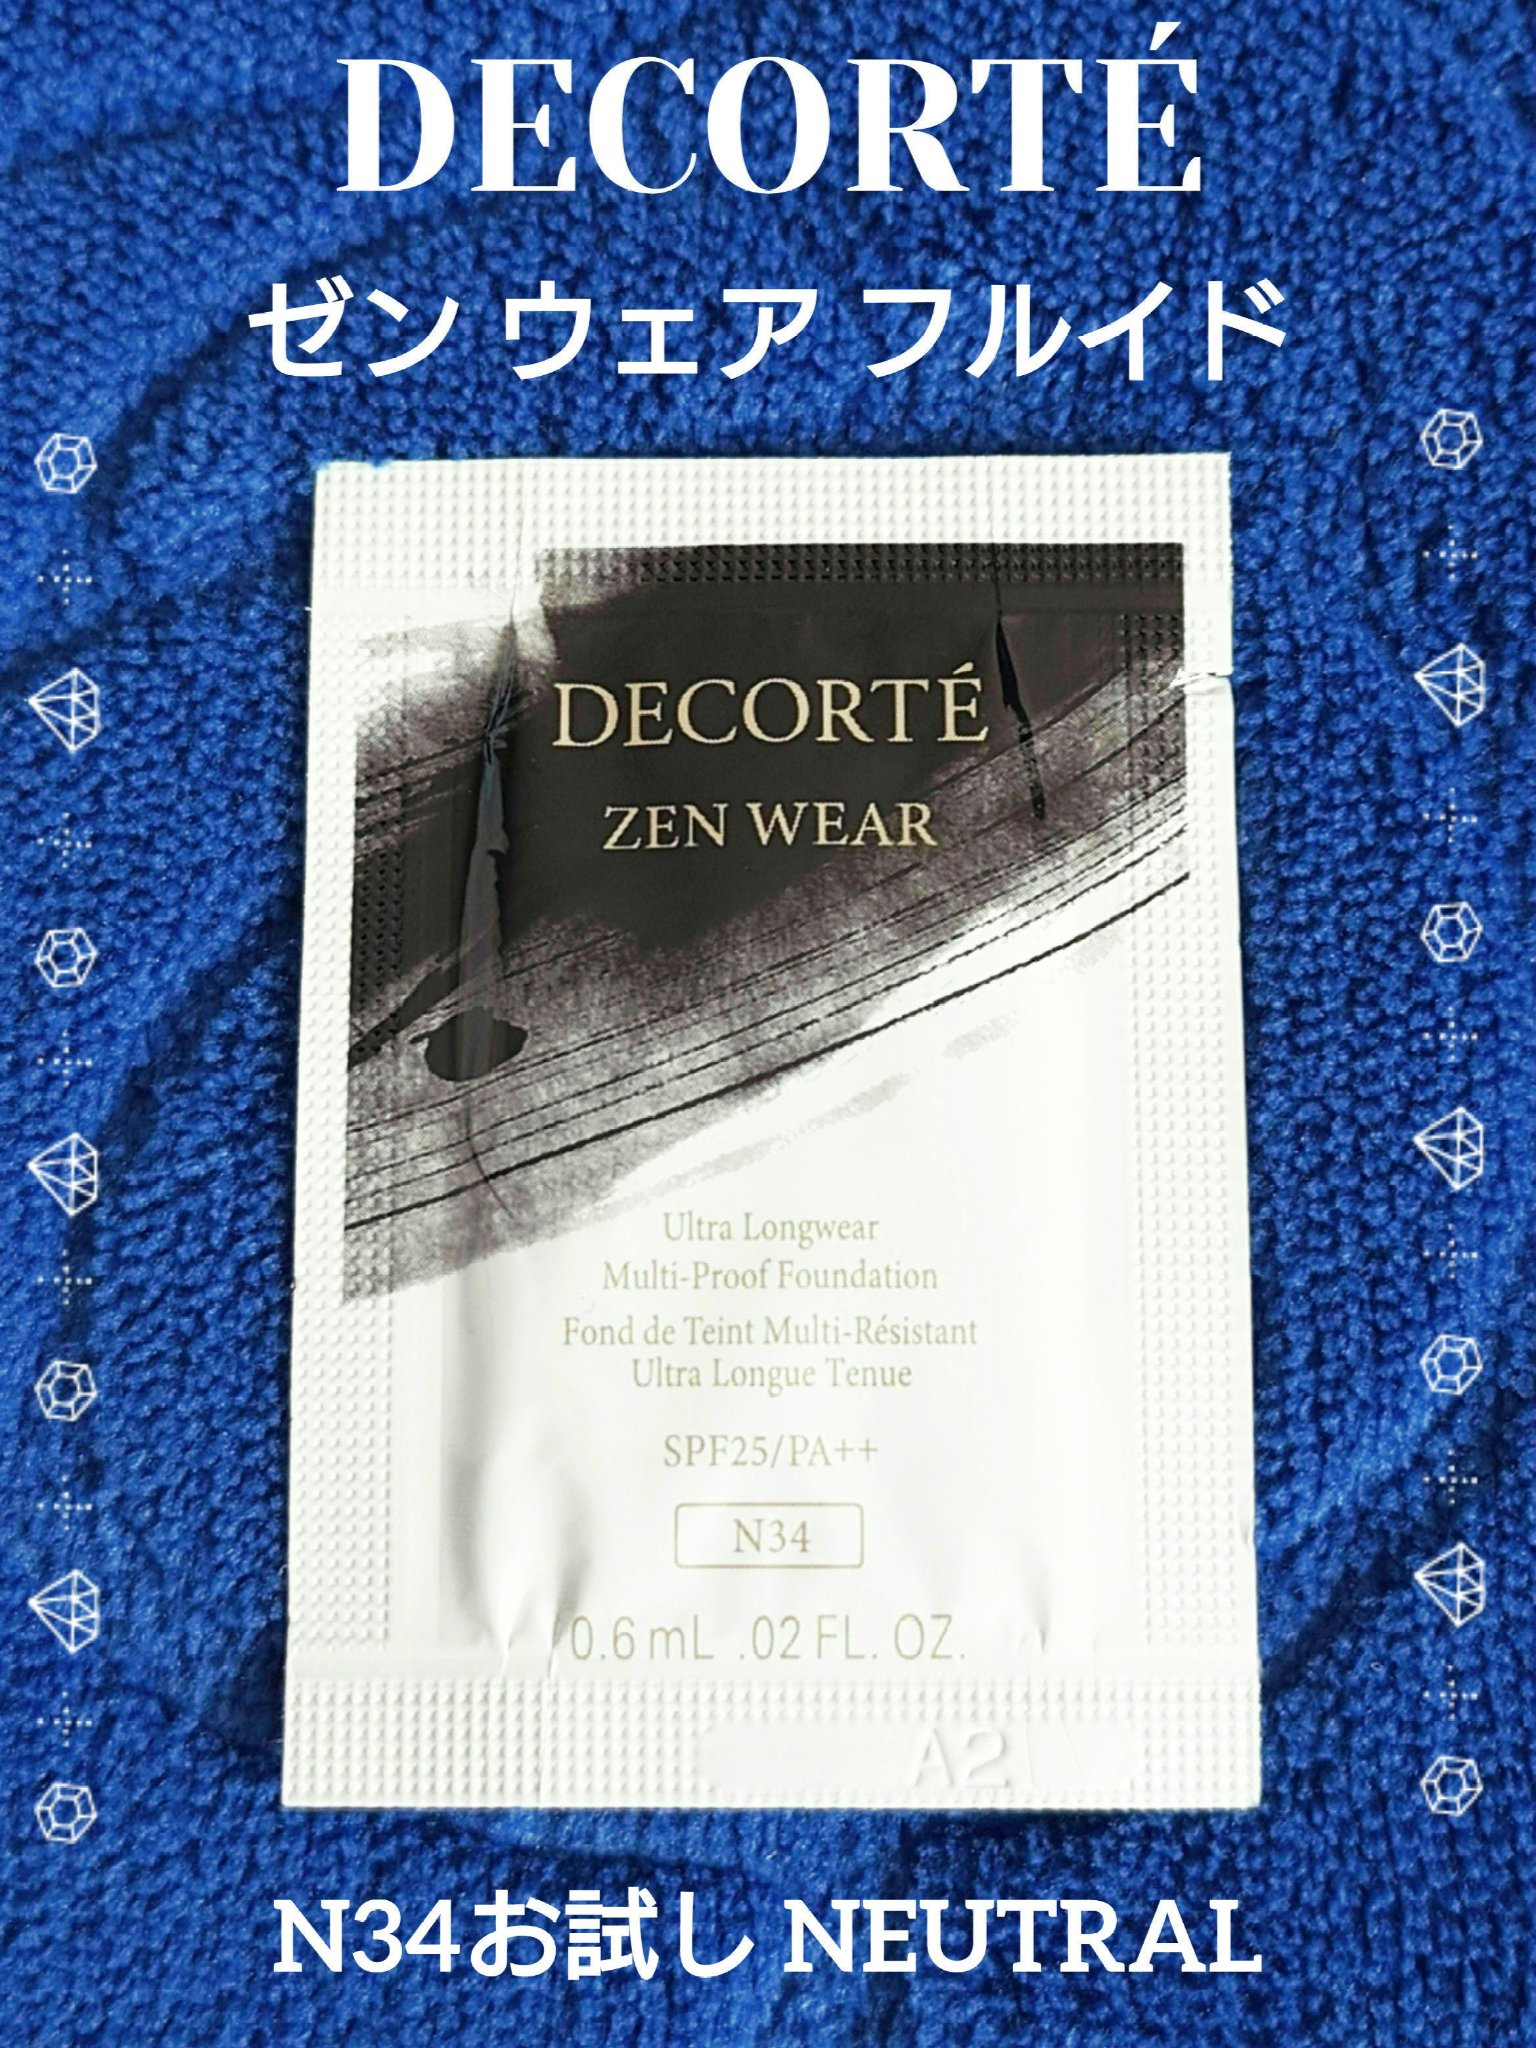 DECORTÉ
ゼン ウェア フルイド
DECORTÉ
ZEN WEAR
Ultra Longwear
Multi-Proof Foundation
Fond de Teint Multi-Résistant
Ultra Longue Tenue
SPF25/PA++
N34
0.6 mL .02 FL. OZ.
A2
N34お試し NEUTRAL